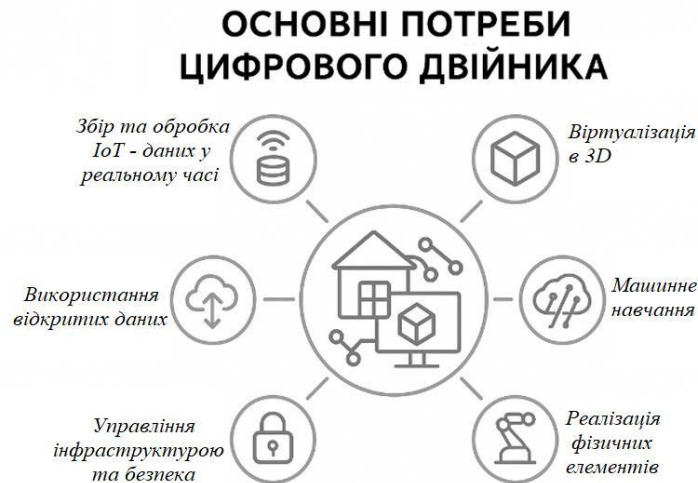 ОСНОВНІ ПОТРЕБИ
ЦИФРОВОГО ДВІЙНИКА
Збір та обробка
ІоТ - даних у
реальному часі
Віртуалізація
в 3D
Використання
відкритих даних
Машинне
навчання
Управління
інфраструктурою
та безпека
Реалізація
фізичних
елементів